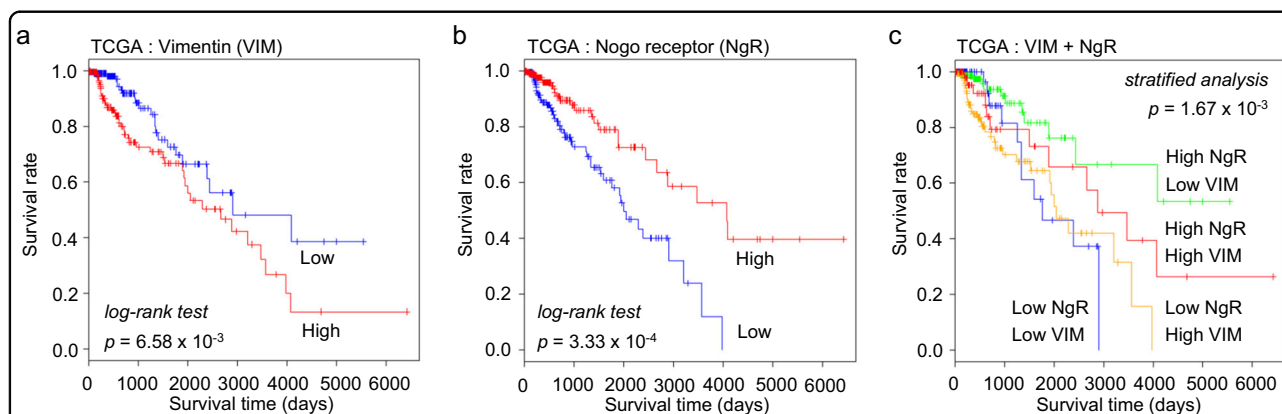 a
TCGA : Vimentin (VIM)
Survival rate
1.0
0.8
0.6
0.4
0.2
0.0
Low
High
log-rank test
p = 6.58 x 10-3
0 1000 2000 3000 4000 5000 6000
Survival time (days)
b
TCGA : Nogo receptor (NgR)
Survival rate
1.0
0.8
0.6
0.4
0.2
0.0
High
Low
log-rank test
p = 3.33 x 10-4
0 1000 2000 3000 4000 5000 6000
Survival time (days)
c
TCGA : VIM + NgR
Survival rate
1.0
0.8
0.6
0.4
0.2
0.0
stratified analysis
p = 1.67 x 10-3
High NgR
Low VIM
High NgR
High VIM
Low NgR
Low VIM
Low NgR
High VIM
0 1000 2000 3000 4000 5000 6000
Survival time (days)